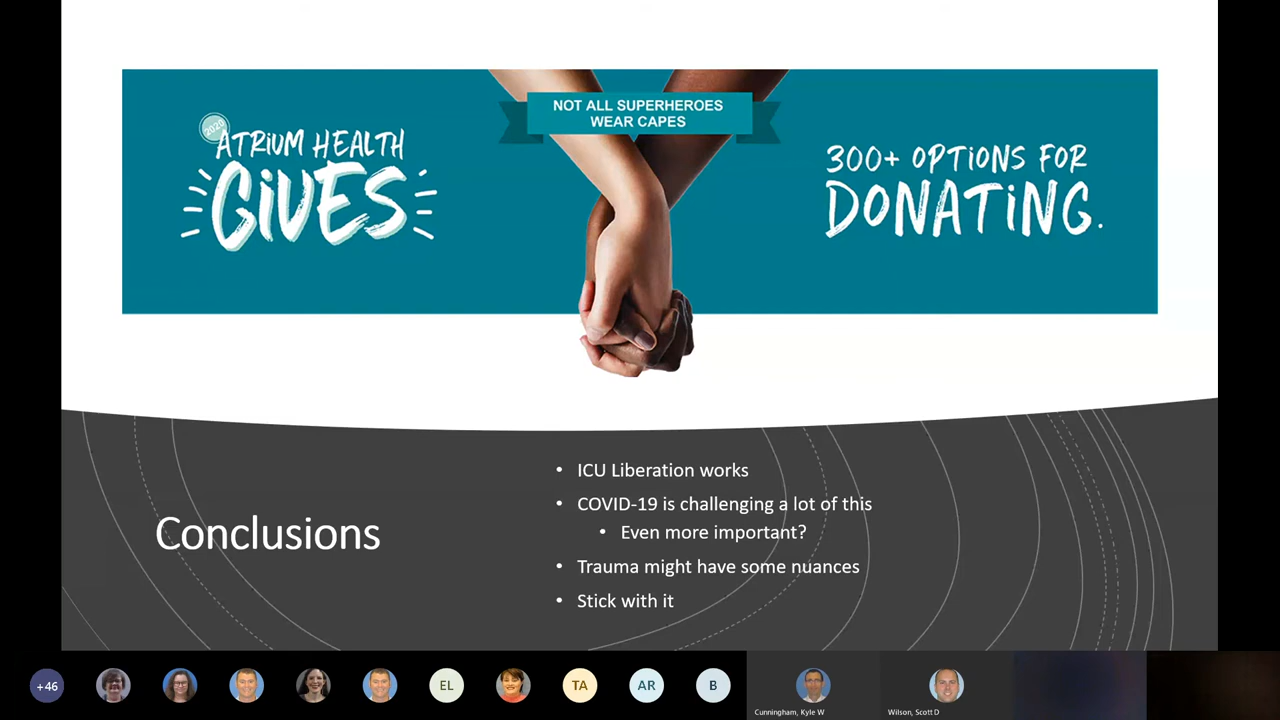 NOT ALL SUPERHEROES
WEAR CAPES
2020
ATRIUM HEALTH
GIVES
300+ OPTIONS FOR
DONATING.
Conclusions
• ICU Liberation works
• COVID-19 is challenging a lot of this
• Even more important?
• Trauma might have some nuances
• Stick with it
+46
EL
TA
AR
B
Cunningham, Kyle W
Wilson, Scott D